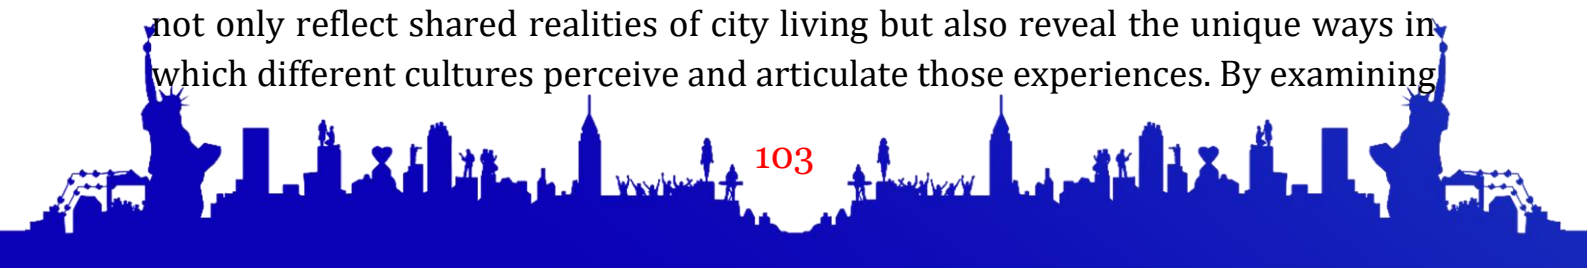 not only reflect shared realities of city living but also reveal the unique ways in
which different cultures perceive and articulate those experiences. By examining
103